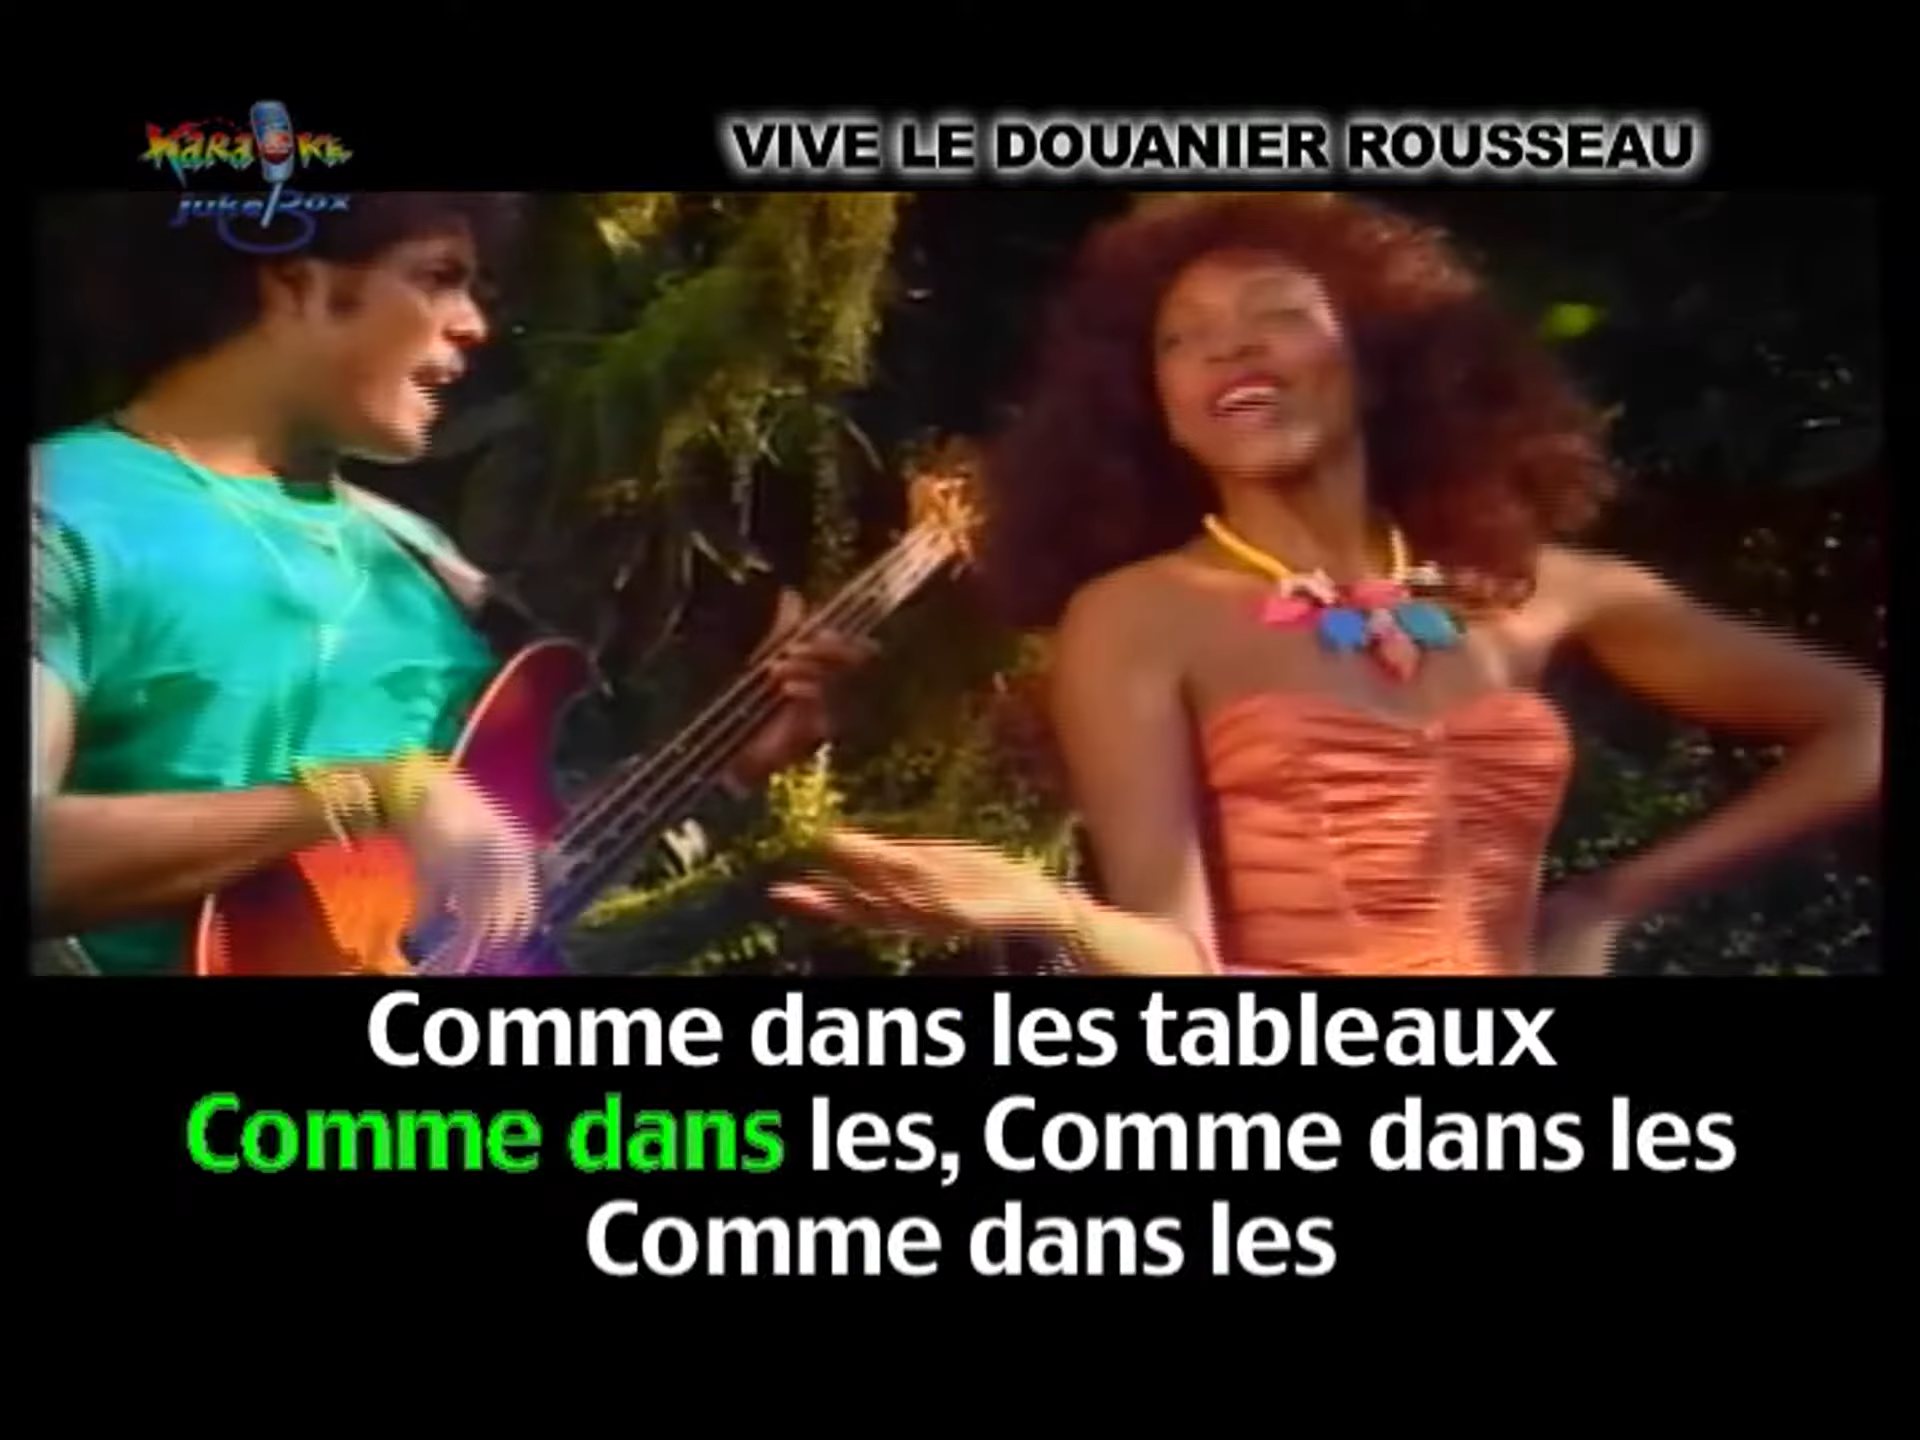 KaRaOKe
jukeBox
VIVE LE DOUANIER ROUSSEAU
Comme dans les tableaux
Comme dans les, Comme dans les
Comme dans les